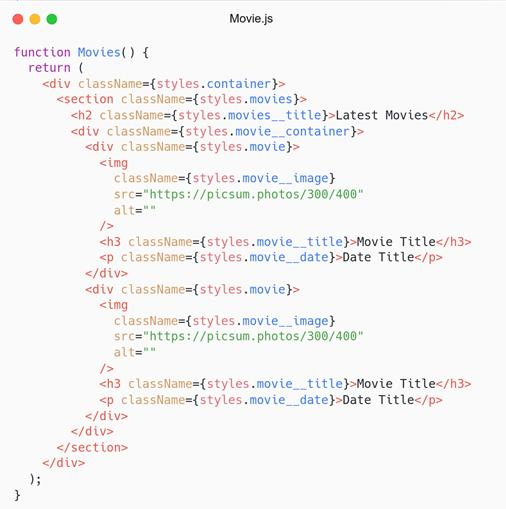 Movie.js
function Movies() {
  return (
    <div className={styles.container}>
      <section className={styles.movies}>
        <h2 className={styles.movies__title}>Latest Movies</h2>
        <div className={styles.movie__container}>
          <div className={styles.movie}>
            <img
              className={styles.movie__image}
              src="https://picsum.photos/300/400"
              alt=""
            />
            <h3 className={styles.movie__title}>Movie Title</h3>
            <p className={styles.movie__date}>Date Title</p>
          </div>
          <div className={styles.movie}>
            <img
              className={styles.movie__image}
              src="https://picsum.photos/300/400"
              alt=""
            />
            <h3 className={styles.movie__title}>Movie Title</h3>
            <p className={styles.movie__date}>Date Title</p>
          </div>
        </div>
      </section>
    </div>
  );
}